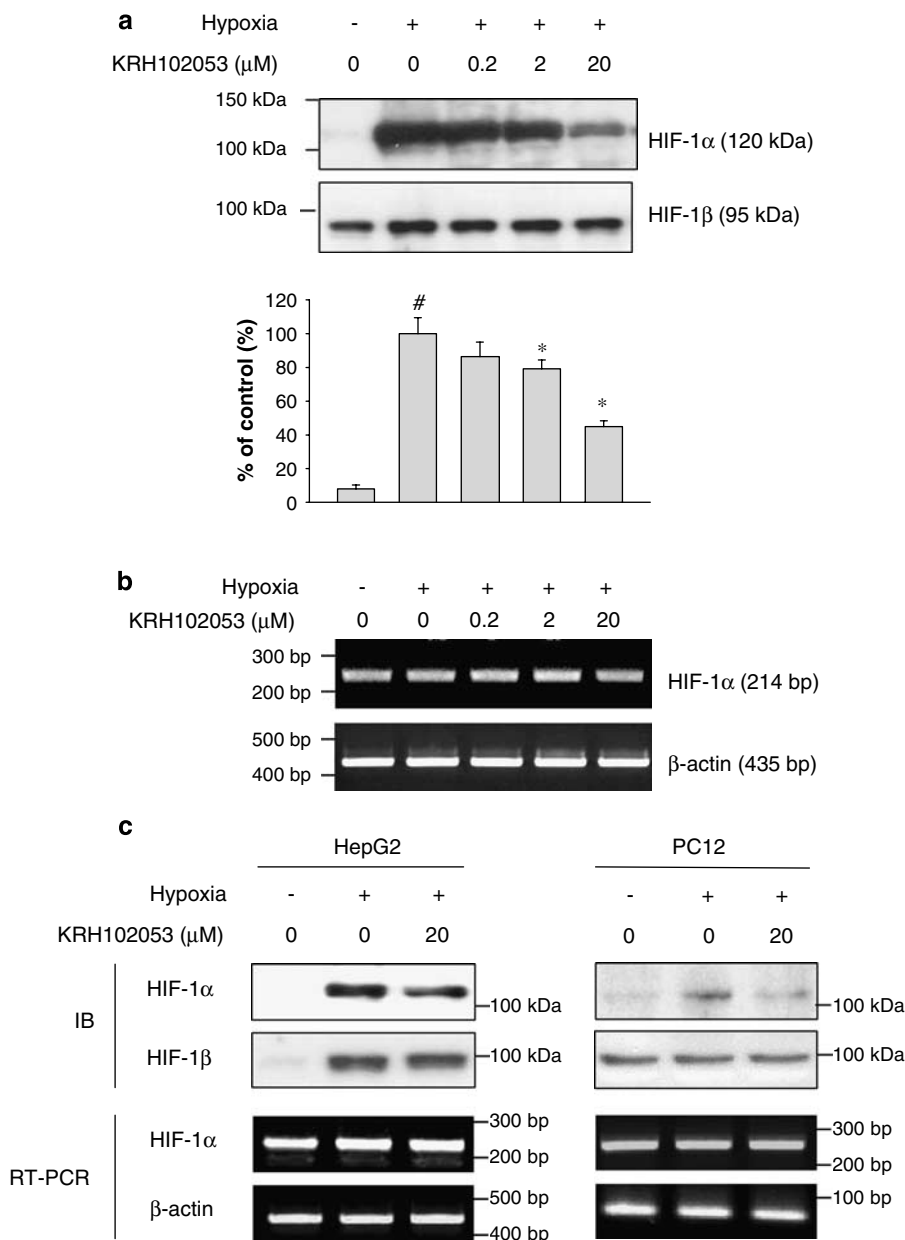 a
Hypoxia - + + + +
KRH102053 (μM) 0 0 0.2 2 20
150 kDa
100 kDa
HIF-1α (120 kDa)
100 kDa
HIF-1β (95 kDa)
% of control (%)
120
100
80
60
40
20
0
#
*
*
b
Hypoxia - + + + +
KRH102053 (μM) 0 0 0.2 2 20
300 bp
200 bp
HIF-1α (214 bp)
500 bp
400 bp
β-actin (435 bp)
c
HepG2 PC12
Hypoxia - + + - + +
KRH102053 (μM) 0 0 20 0 0 20
IB
HIF-1α 100 kDa 100 kDa
HIF-1β 100 kDa 100 kDa
RT-PCR
HIF-1α 300 bp 200 bp 300 bp 200 bp
β-actin 500 bp 400 bp 100 bp